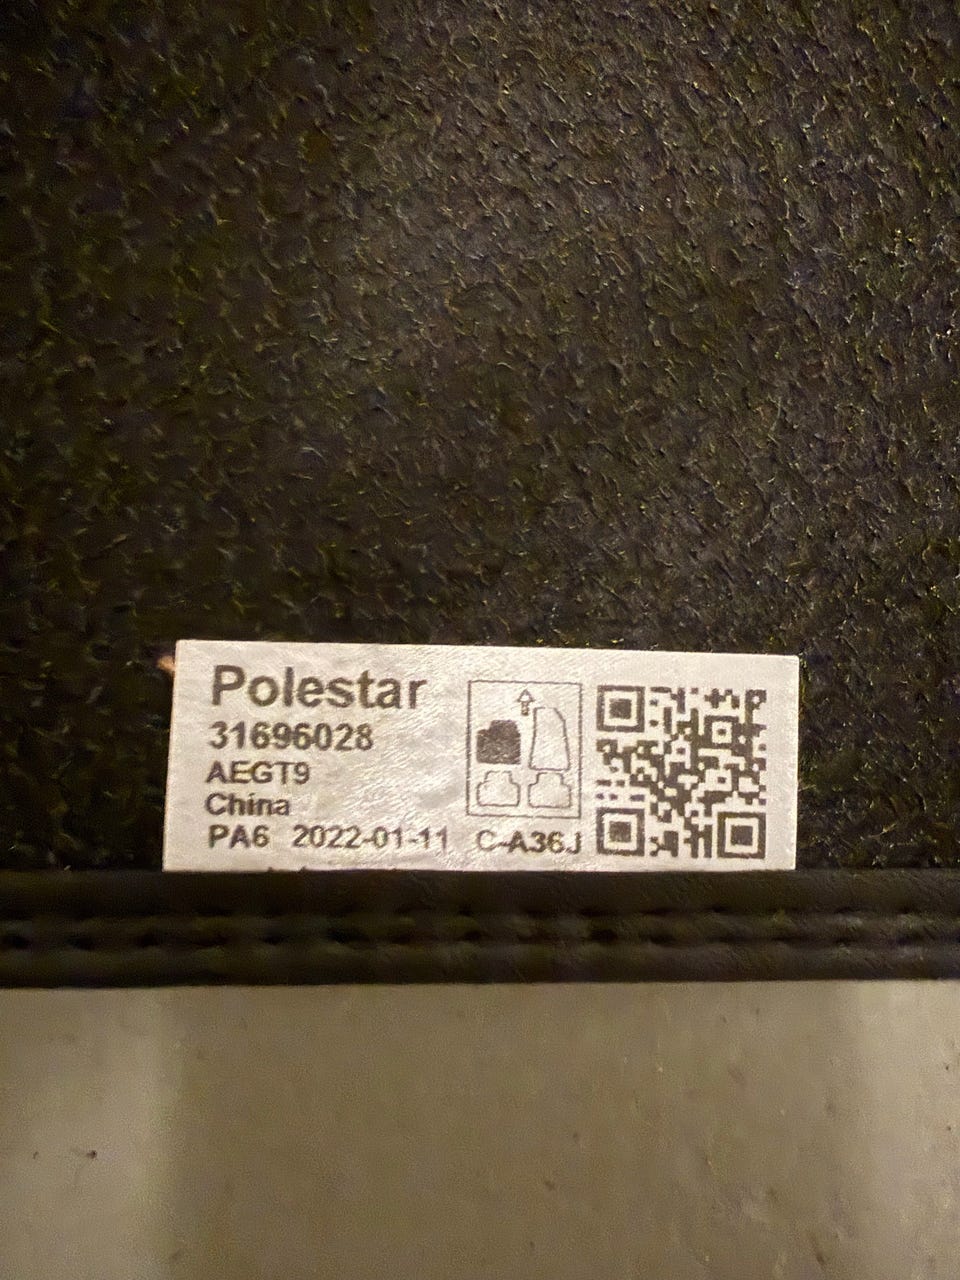 Polestar
31696028
AEGT9
China
PA6 2022-01-11 C-A36J